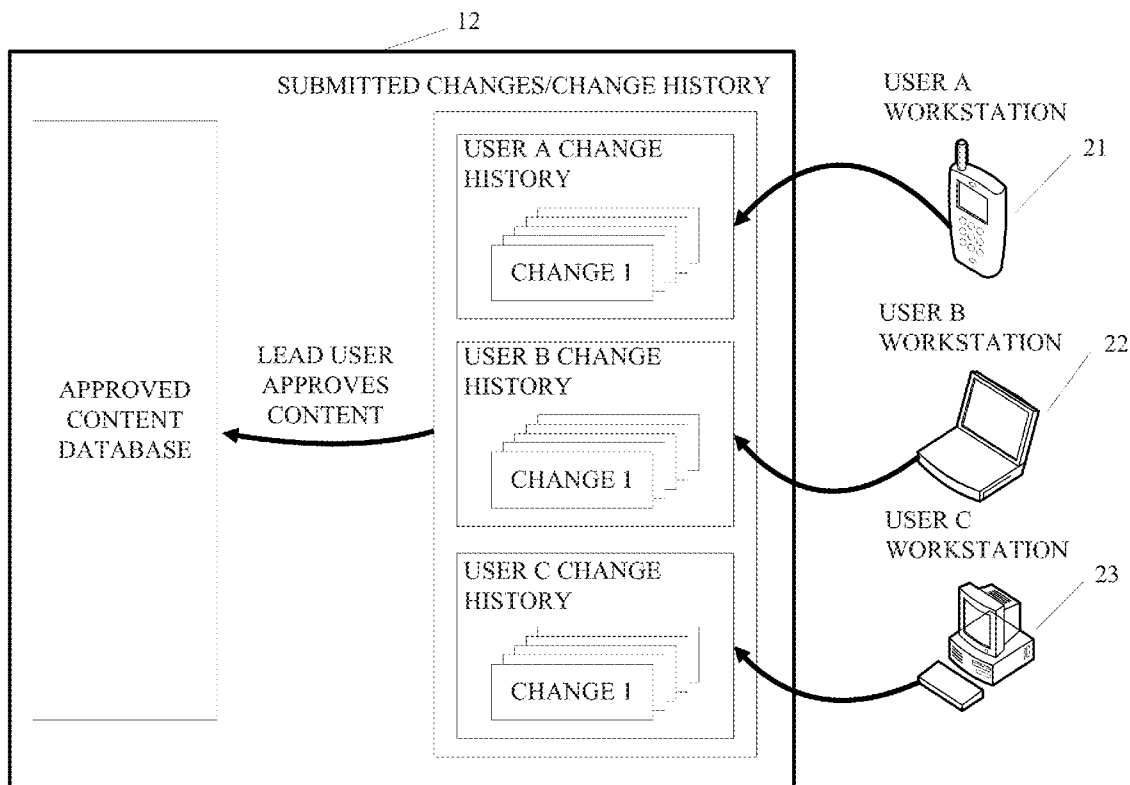 12
SUBMITTED CHANGES/CHANGE HISTORY
USER A CHANGE
HISTORY
CHANGE 1
USER B CHANGE
HISTORY
CHANGE 1
USER C CHANGE
HISTORY
CHANGE 1
LEAD USER
APPROVES
CONTENT
APPROVED
CONTENT
DATABASE
USER A
WORKSTATION
21
USER B
WORKSTATION
22
USER C
WORKSTATION
23